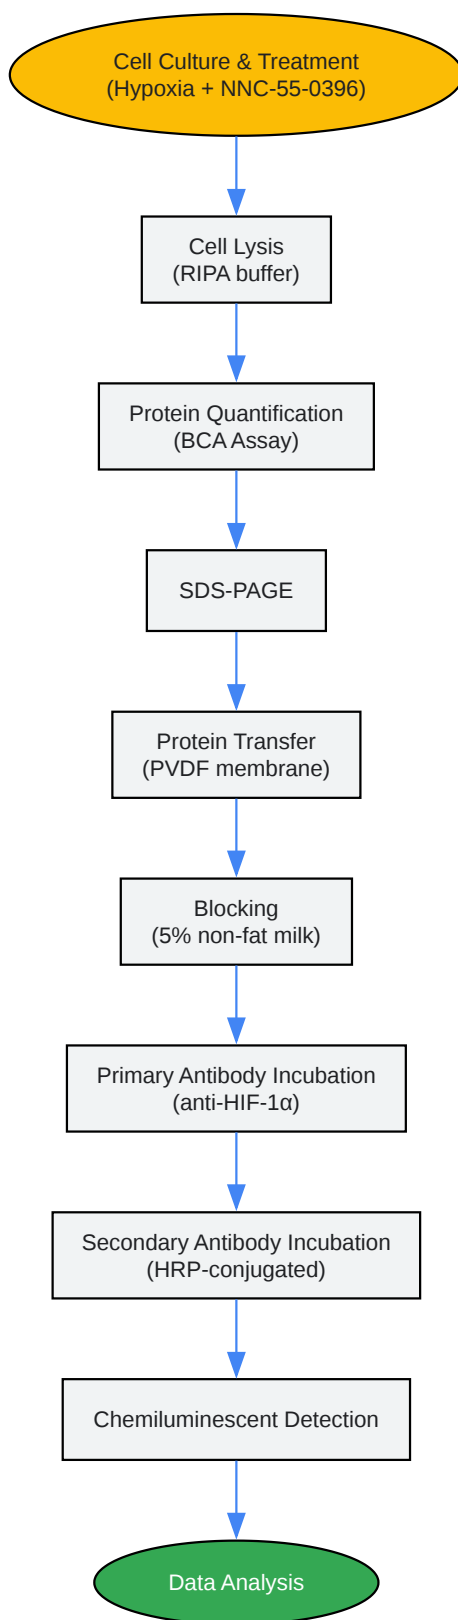 Cell Culture & Treatment
(Hypoxia + NNC-55-0396)
Cell Lysis
(RIPA buffer)
Protein Quantification
(BCA Assay)
SDS-PAGE
Protein Transfer
(PVDF membrane)
Blocking
(5% non-fat milk)
Primary Antibody Incubation
(anti-HIF-1α)
Secondary Antibody Incubation
(HRP-conjugated)
Chemiluminescent Detection
Data Analysis